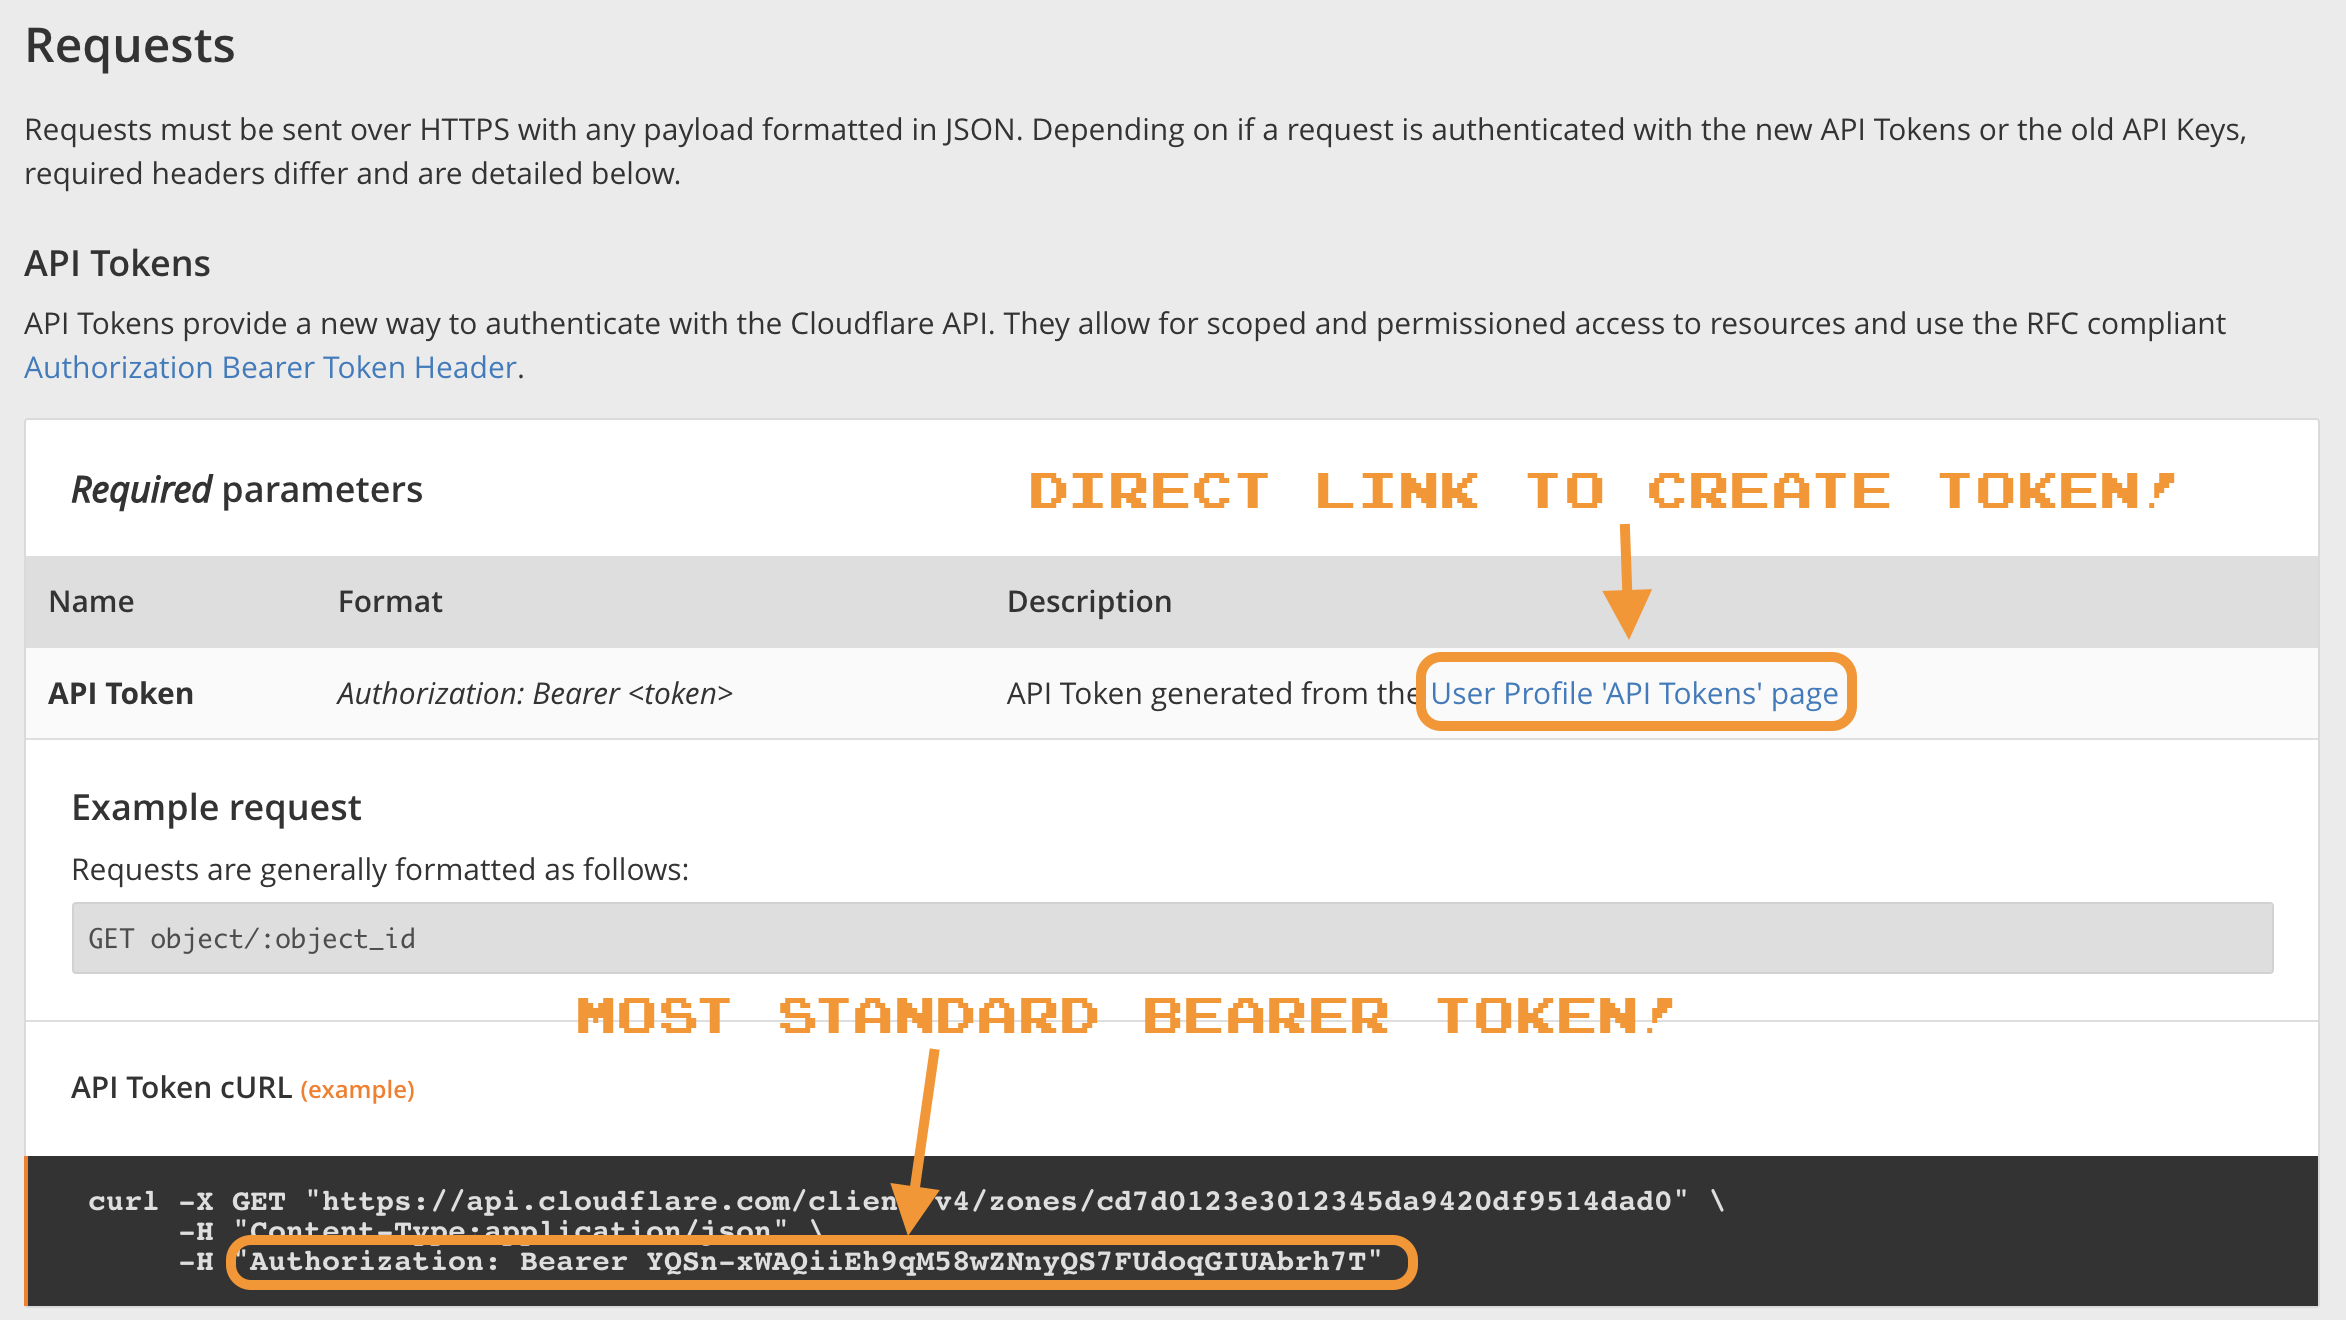 Requests
Requests must be sent over HTTPS with any payload formatted in JSON. Depending on if a request is authenticated with the new API Tokens or the old API Keys,
required headers differ and are detailed below.
API Tokens
API Tokens provide a new way to authenticate with the Cloudflare API. They allow for scoped and permissioned access to resources and use the RFC compliant
Authorization Bearer Token Header.
Required parameters
DIRECT LINK TO CREATE TOKEN!
Name Format Description
API Token Authorization: Bearer <token> API Token generated from the User Profile 'API Tokens' page
Example request
Requests are generally formatted as follows:
GET object/:object_id
MOST STANDARD BEARER TOKEN!
API Token cURL (example)
curl -X GET "https://api.cloudflare.com/client/v4/zones/cd7d0123e3012345da9420df9514dad0" \
-H "Content-Type:application/json" \
-H "Authorization: Bearer YQSn-xWAQiiEh9qM58wZNnyQS7FUdoqGIUAbrh7T"